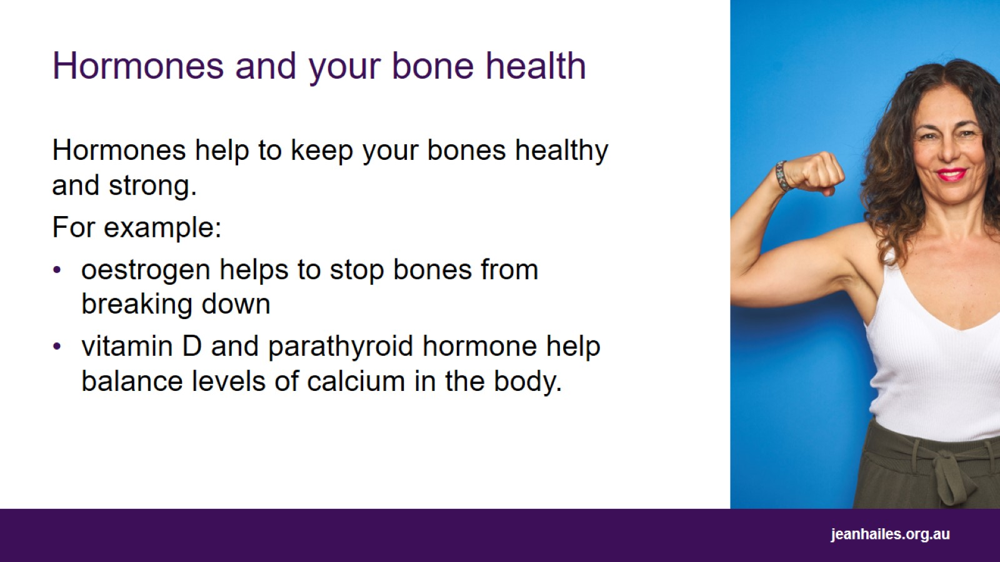 Hormones and your bone health
Hormones help to keep your bones healthy
and strong.
For example:
• oestrogen helps to stop bones from
breaking down
• vitamin D and parathyroid hormone help
balance levels of calcium in the body.
jeanhailes.org.au